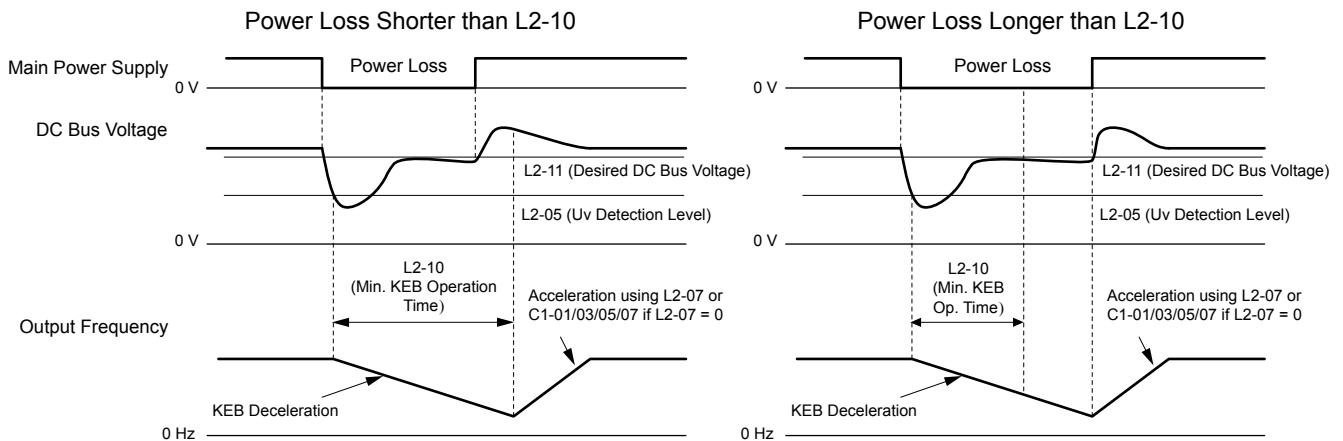 Power Loss Shorter than L2-10
Main Power Supply
Power Loss
0 V
DC Bus Voltage
L2-11 (Desired DC Bus Voltage)
L2-05 (Uv Detection Level)
0 V
L2-10
(Min. KEB Operation
Time)
Acceleration using L2-07 or
C1-01/03/05/07 if L2-07 = 0
Output Frequency
KEB Deceleration
0 Hz
Power Loss Longer than L2-10
Power Loss
0 V
L2-11 (Desired DC Bus Voltage)
L2-05 (Uv Detection Level)
0 V
L2-10
(Min. KEB
Op. Time)
Acceleration using L2-07 or
C1-01/03/05/07 if L2-07 = 0
KEB Deceleration
0 Hz